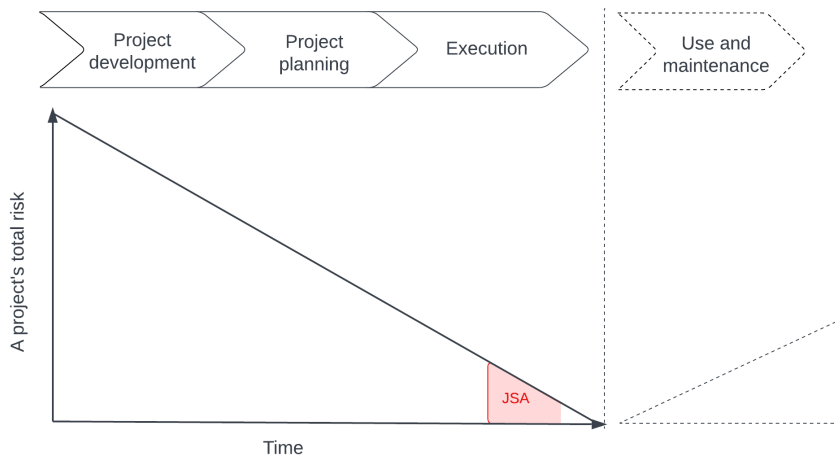 Project
development
Project
planning
Execution
Use and
maintenance
A project's total risk
JSA
Time